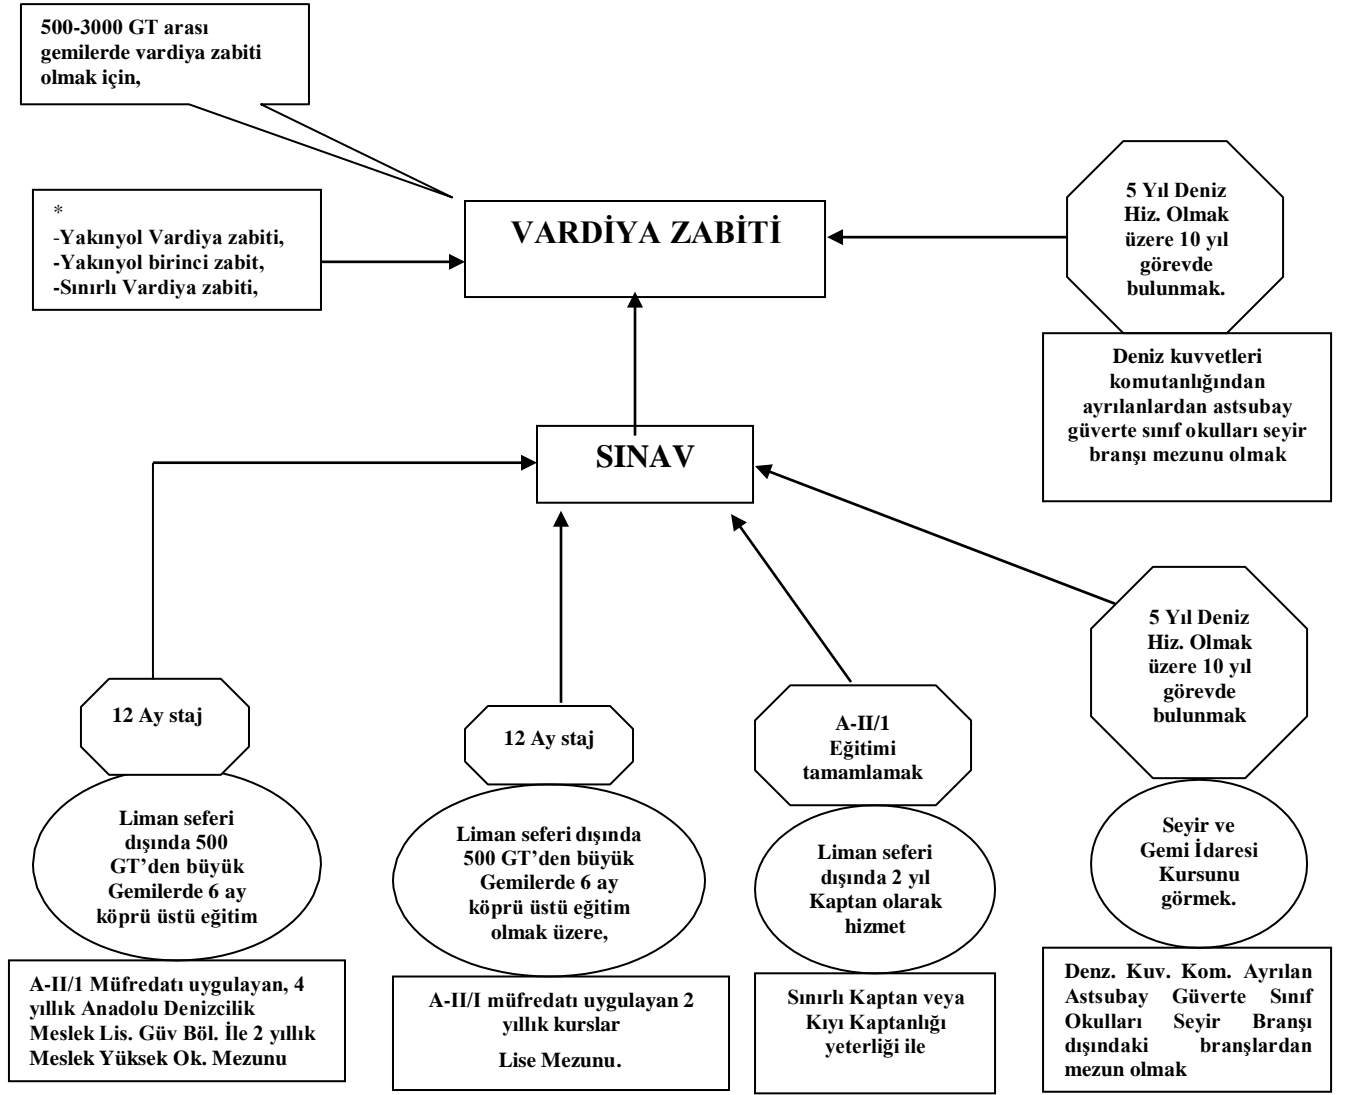 500-3000 GT arası
gemilerde vardiya zabiti
olmak için,
*
-Yakınyol Vardiya zabiti,
-Yakınyol birinci zabit,
-Sınırlı Vardiya zabiti,
VARDİYA ZABİTİ
5 Yıl Deniz
Hiz. Olmak
üzere 10 yıl
görevde
bulunmak.
Deniz kuvvetleri
komutanlığından
ayrılanlardan astsubay
güverte sınıf okulları seyir
branşı mezunu olmak
SINAV
12 Ay staj
Liman seferi
dışında 500
GT’den büyük
Gemilerde 6 ay
köprü üstü eğitim
A-II/1 Müfredatı uygulayan, 4
yıllık Anadolu Denizcilik
Meslek Lis. Güv Böl. İle 2 yıllık
Meslek Yüksek Ok. Mezunu
12 Ay staj
Liman seferi dışında
500 GT’den büyük
Gemilerde 6 ay
köprü üstü eğitim
olmak üzere,
A-II/I müfredatı uygulayan 2
yıllık kurslar
Lise Mezunu.
A-II/1
Eğitimi
tamamlamak
Liman seferi
dışında 2 yıl
Kaptan olarak
hizmet
Sınırlı Kaptan veya
Kıyı Kaptanlığı
yeterliği ile
5 Yıl Deniz
Hiz. Olmak
üzere 10 yıl
görevde
bulunmak
Seyir ve
Gemi İdaresi
Kursunu
görmek.
Denz. Kuv. Kom. Ayrılan
Astsubay Güverte Sınıf
Okulları Seyir Branşı
dışındaki branşlardan
mezun olmak